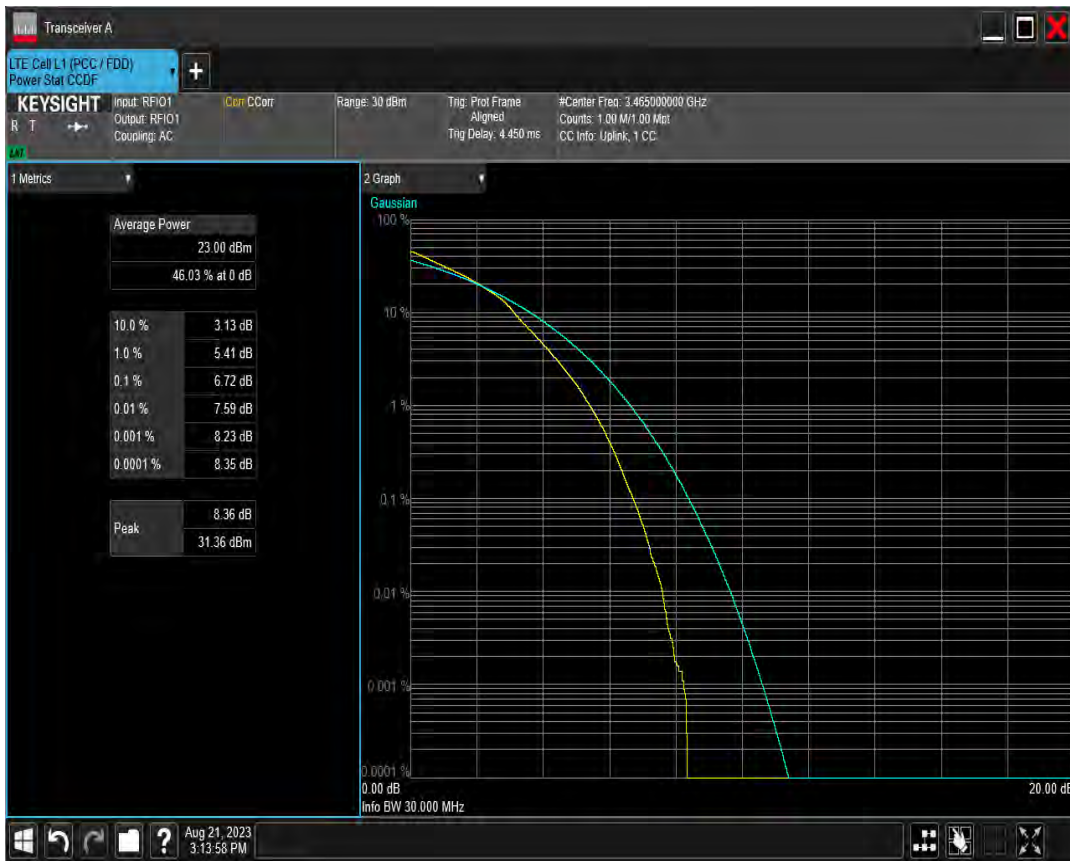 Transceiver A
LTE Cell L1 (PCC / FDD)
Power Stat CCDF
+
KEYSIGHT
R T
LXI
Input: RFIO1
Output: RFIO1
Coupling: AC
Corr CCorr
Range: 30 dBm
Trig: Prot Frame
Aligned
Trig Delay: 4.450 ms
#Center Freq: 3.465000000 GHz
Counts: 1.00 M/1.00 Mpt
CC Info: Uplink, 1 CC
1 Metrics
Average Power
23.00 dBm
46.03 % at 0 dB
10.0 % 3.13 dB
1.0 % 5.41 dB
0.1 % 6.72 dB
0.01 % 7.59 dB
0.001 % 8.23 dB
0.0001 % 8.35 dB
Peak
8.36 dB
31.36 dBm
2 Graph
Gaussian
100 %
10 %
1 %
0.1 %
0.01 %
0.001 %
0.0001 %
0.00 dB 20.00 dB
Info BW 30.000 MHz
?
Aug 21, 2023
3:13:58 PM